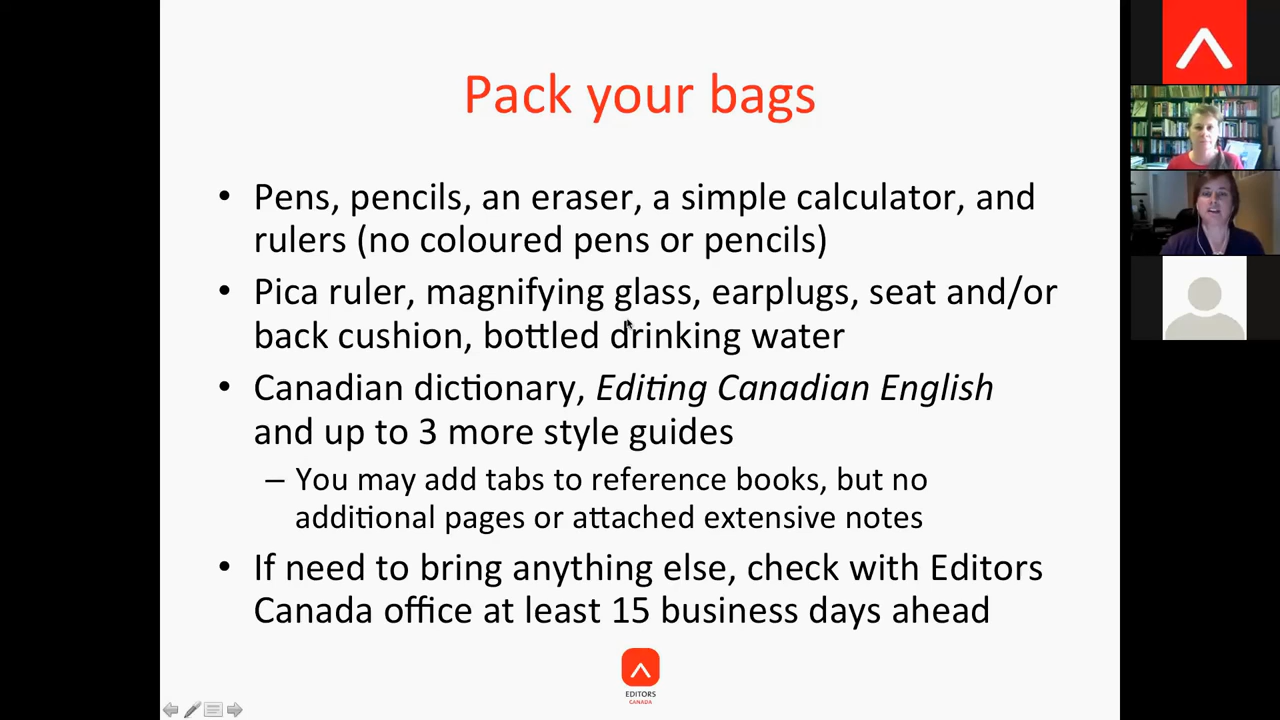 Pack your bags
• Pens, pencils, an eraser, a simple calculator, and
rulers (no coloured pens or pencils)
• Pica ruler, magnifying glass, earplugs, seat and/or
back cushion, bottled drinking water
• Canadian dictionary, Editing Canadian English
and up to 3 more style guides
– You may add tabs to reference books, but no
additional pages or attached extensive notes
• If need to bring anything else, check with Editors
Canada office at least 15 business days ahead
EDITORS
CANADA